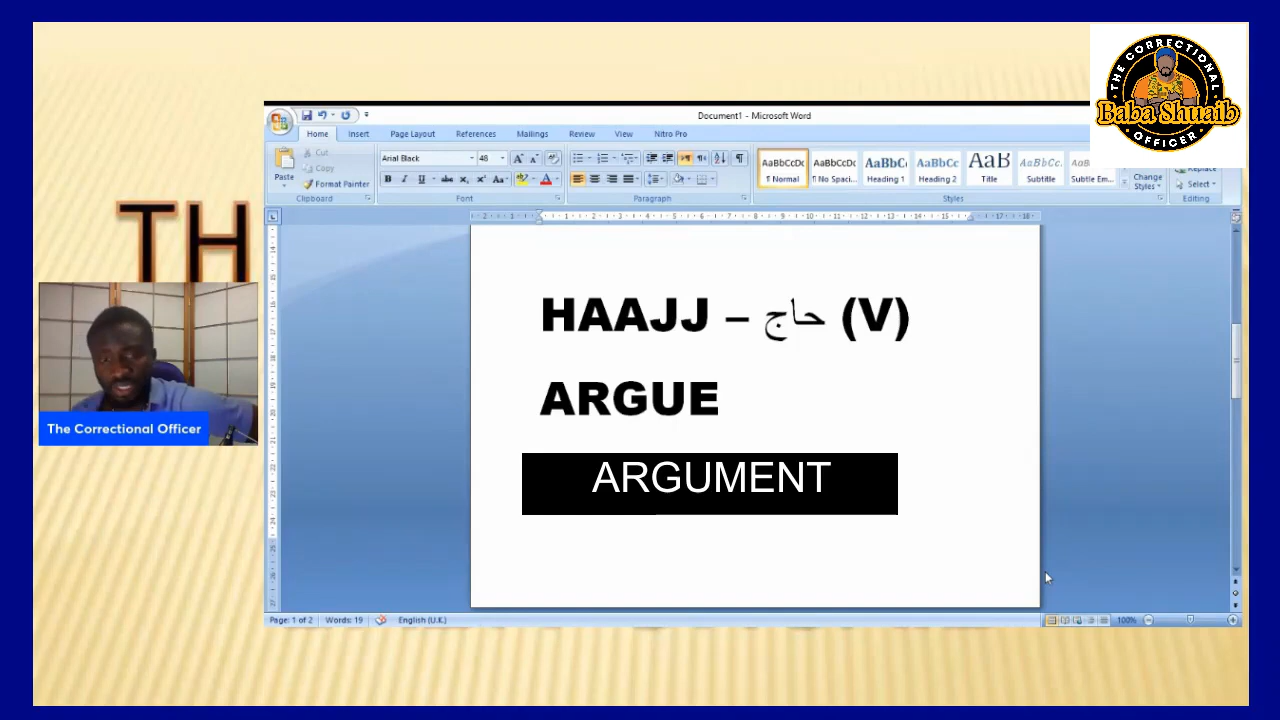 THE CORRECTIONAL
Baba Shuaib
OFFICER
TH
The Correctional Officer
Document1 - Microsoft Word
Home Insert Page Layout References Mailings Review View Nitro Pro
Paste
Cut
Copy
Format Painter
Clipboard
Arial Black 48
Font
Paragraph
AaBbCcDc AaBbCcDc AaBbC AaBbCc AaB AaBbCc. AaB
¶ Normal ¶ No Spaci... Heading 1 Heading 2 Title Subtitle Subtle Em...
Change Styles
Styles
Replace
Select
Editing
HAAJJ – حاج (V)
ARGUE
ARGUMENT
Page: 1 of 2 Words: 19 English (U.K.) 100%